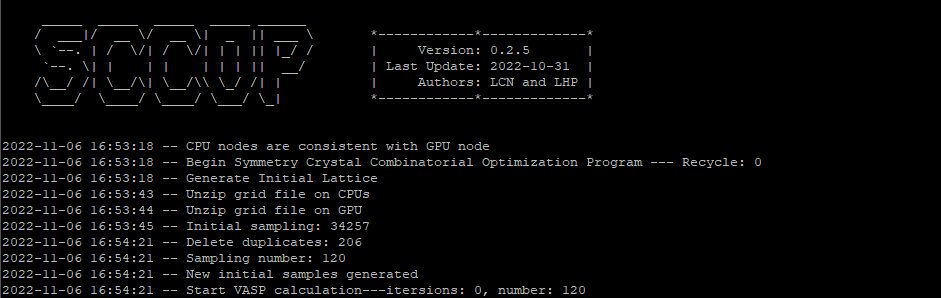 SCCOP
Version: 0.2.5
Last Update: 2022-10-31
Authors: LCN and LHP
2022-11-06 16:53:18 -- CPU nodes are consistent with GPU node
2022-11-06 16:53:18 -- Begin Symmetry Crystal Combinatorial Optimization Program --- Recycle: 0
2022-11-06 16:53:18 -- Generate Initial Lattice
2022-11-06 16:53:43 -- Unzip grid file on CPUs
2022-11-06 16:53:44 -- Unzip grid file on GPU
2022-11-06 16:53:45 -- Initial sampling: 34257
2022-11-06 16:54:21 -- Delete duplicates: 206
2022-11-06 16:54:21 -- Sampling number: 120
2022-11-06 16:54:21 -- New initial samples generated
2022-11-06 16:54:21 -- Start VASP calculation---itersions: 0, number: 120